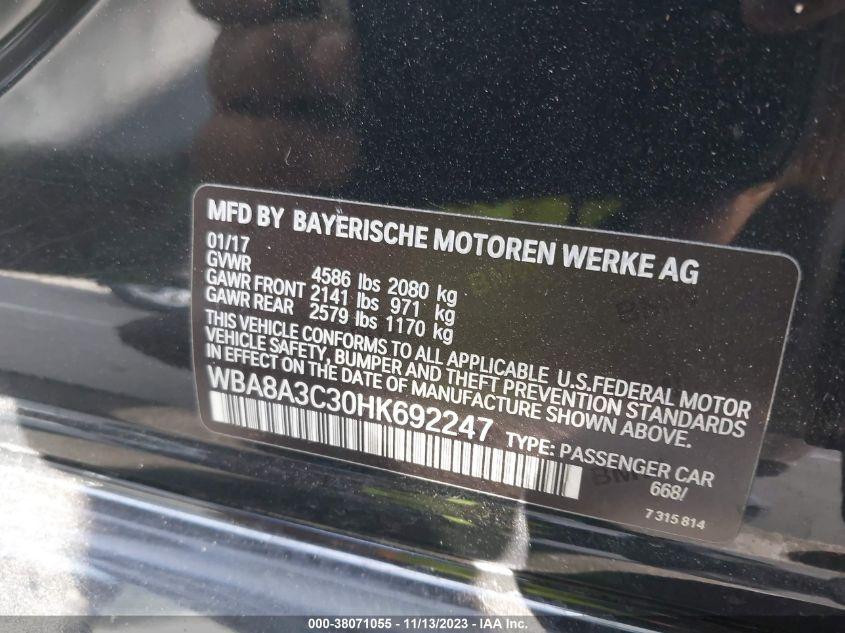 MFD BY BAYERISCHE MOTOREN WERKE AG
01/17
GVWR 4586 lbs 2080 kg
GAWR FRONT 2141 lbs 971 kg
GAWR REAR 2579 lbs 1170 kg
THIS VEHICLE CONFORMS TO ALL APPLICABLE U.S.FEDERAL MOTOR
VEHICLE SAFETY, BUMPER AND THEFT PREVENTION STANDARDS
IN EFFECT ON THE DATE OF MANUFACTURE SHOWN ABOVE.
WBA8A3C30HK692247 TYPE: PASSENGER CAR
668/
7 315 814
000-38071055 - 11/13/2023 - IAA Inc.